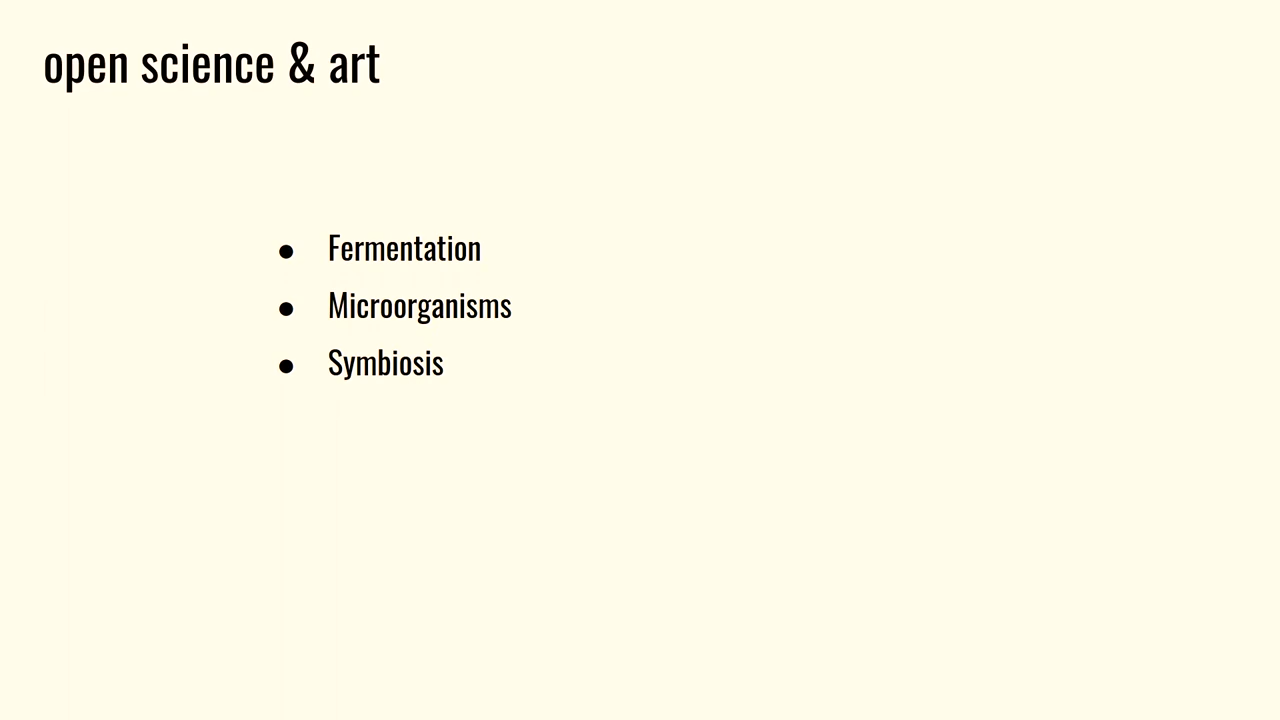 open science & art
● Fermentation
● Microorganisms
● Symbiosis